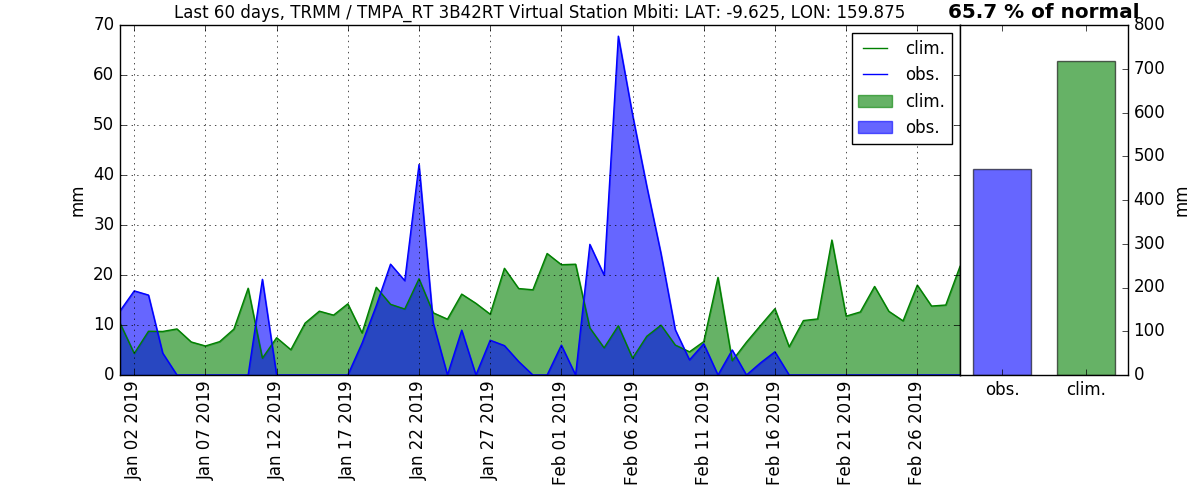 Last 60 days, TRMM / TMPA_RT 3B42RT Virtual Station Mbiti: LAT: -9.625, LON: 159.875
65.7 % of normal
70
60
50
40
30
20
10
0
mm
clim.
obs.
clim.
obs.
Jan 02 2019
Jan 07 2019
Jan 12 2019
Jan 17 2019
Jan 22 2019
Jan 27 2019
Feb 01 2019
Feb 06 2019
Feb 11 2019
Feb 16 2019
Feb 21 2019
Feb 26 2019
800
700
600
500
400
300
200
100
0
mm
obs.
clim.